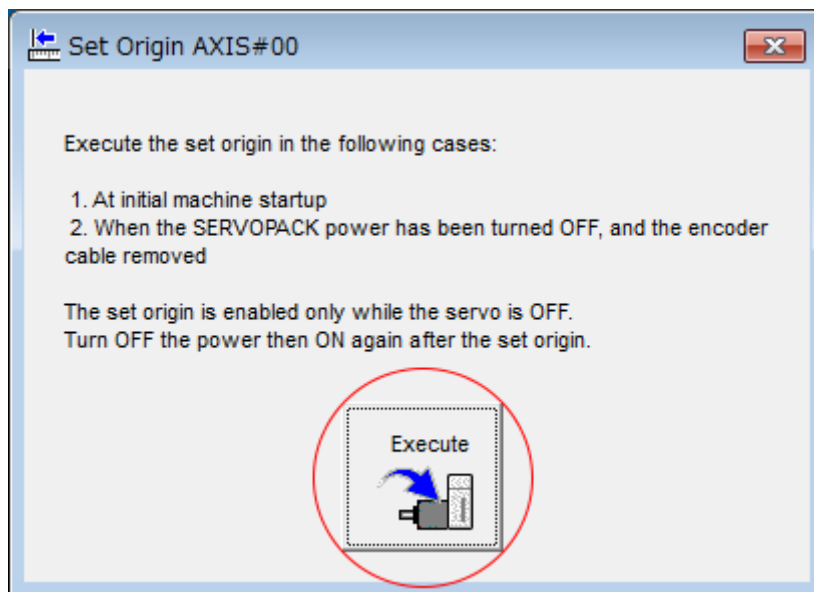 Set Origin AXIS#00
Execute the set origin in the following cases:
1. At initial machine startup
2. When the SERVOPACK power has been turned OFF, and the encoder
cable removed
The set origin is enabled only while the servo is OFF.
Turn OFF the power then ON again after the set origin.
Execute